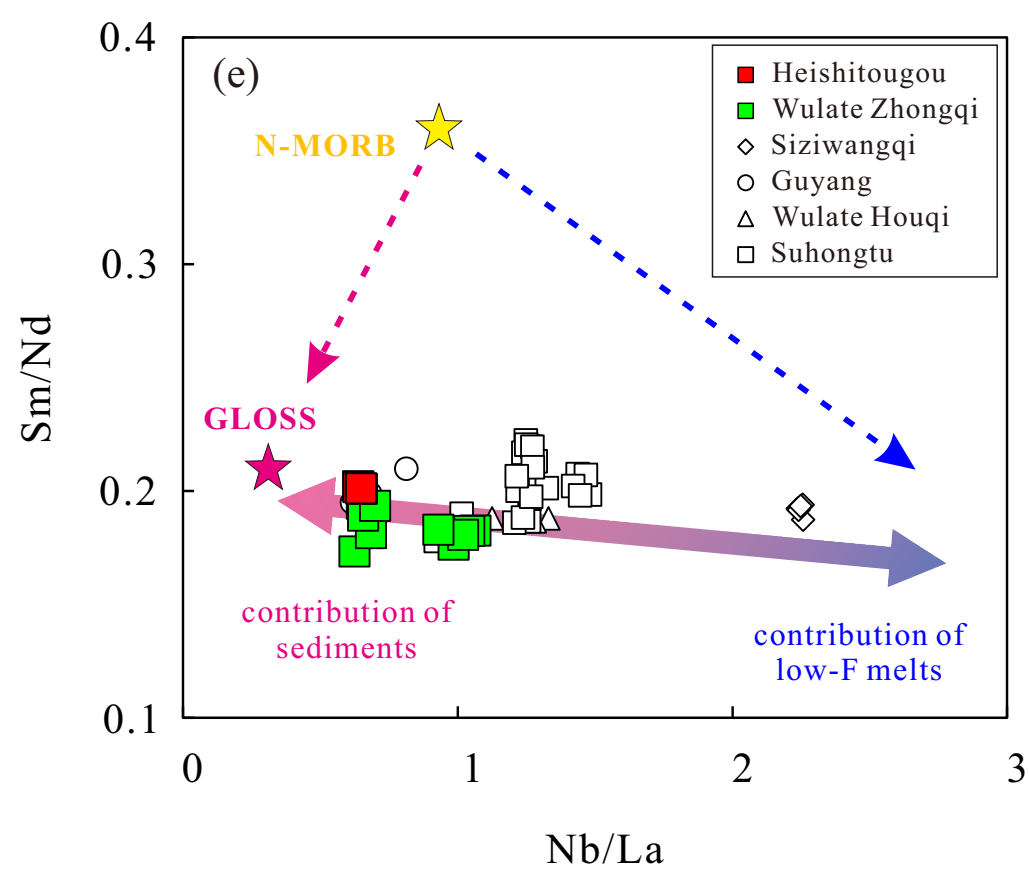 0.4
(e)
Heishitougou
Wulate Zhongqi
Siziwangqi
Guyang
Wulate Houqi
Suhongtu
N-MORB
0.3
Sm/Nd
GLOSS
0.2
contribution of
sediments
contribution of
low-F melts
0.1
0 1 2 3
Nb/La